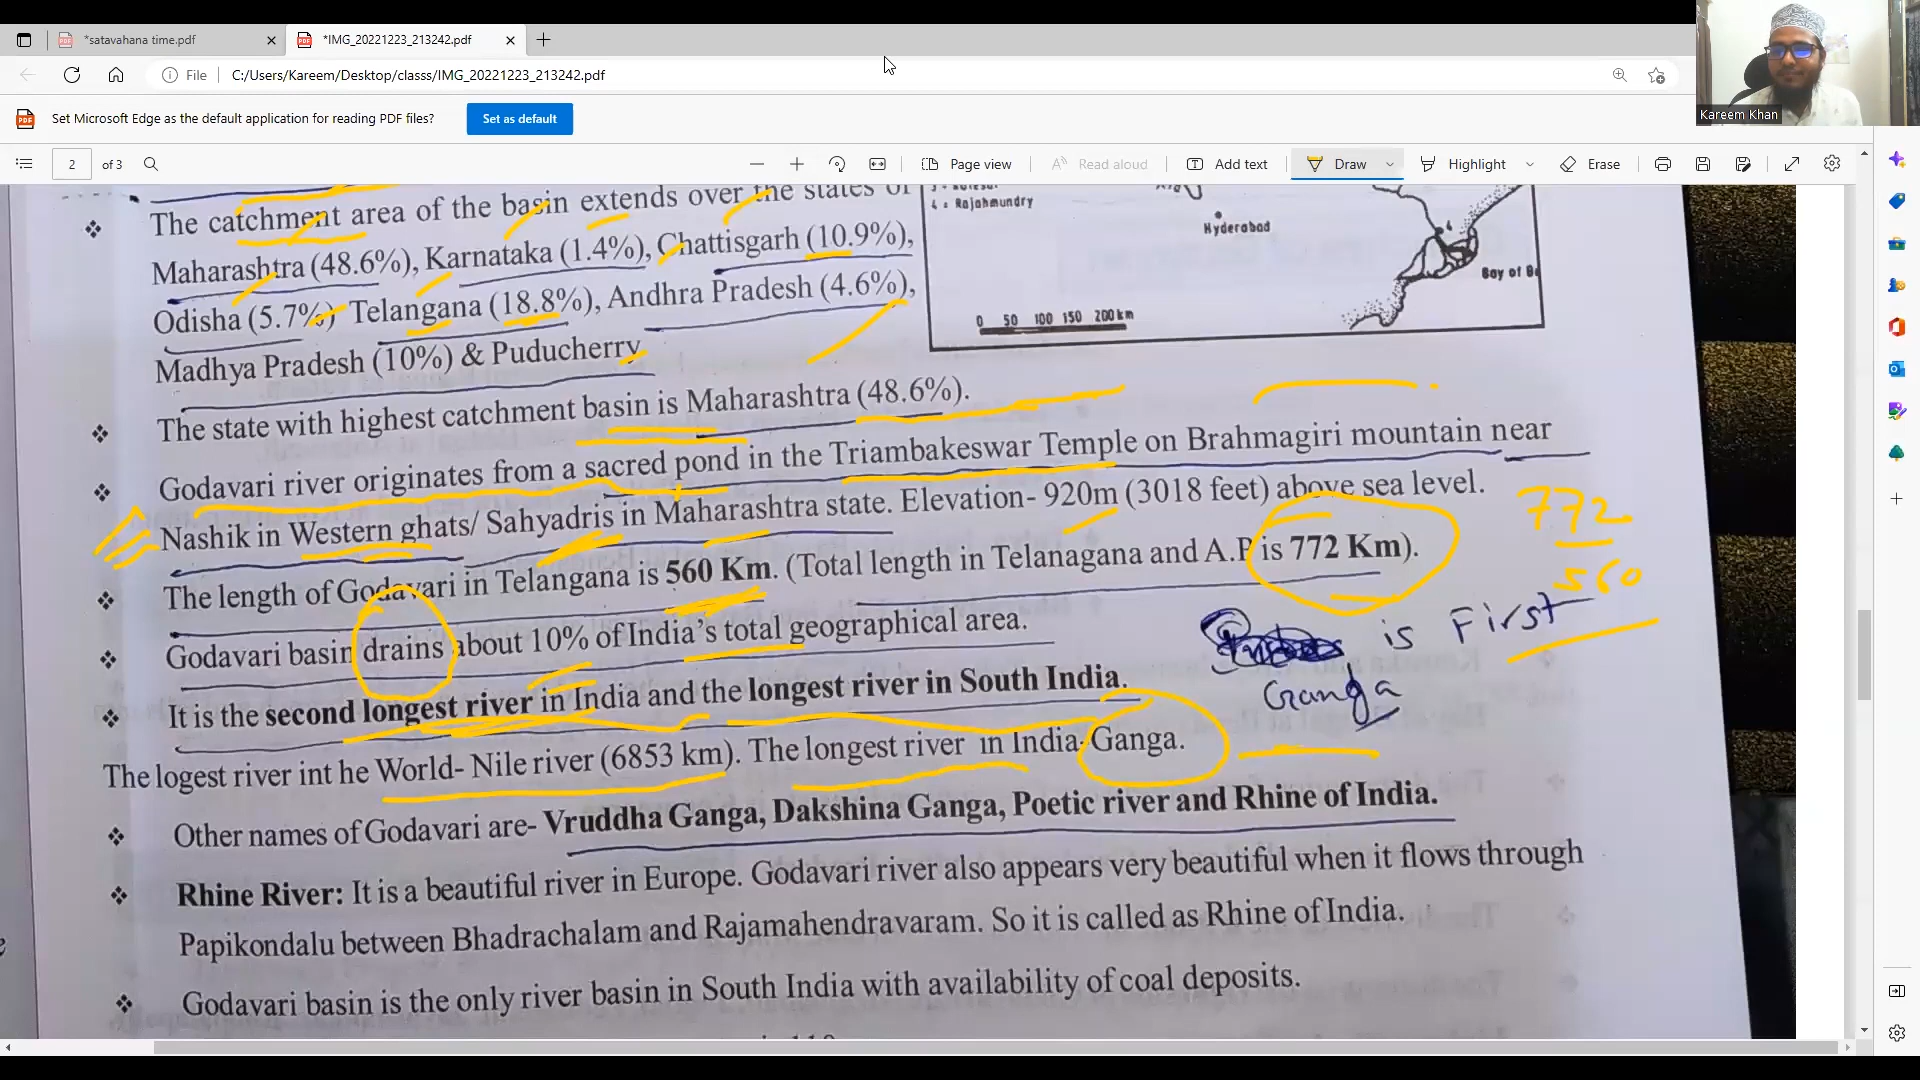 *satavahana time.pdf
*IMG_20221223_213242.pdf
File
C:/Users/Kareem/Desktop/classs/IMG_20221223_213242.pdf
Kareem Khan
Set Microsoft Edge as the default application for reading PDF files?
Set as default
2 of 3
Page view
Read aloud
Add text
Draw
Highlight
Erase
The catchment area of the basin extends over the states of
Maharashtra (48.6%), Karnataka (1.4%), Chattisgarh (10.9%),
Odisha (5.7%) Telangana (18.8%), Andhra Pradesh (4.6%),
Madhya Pradesh (10%) & Puducherry
4 = Rajahmundry
Hyderabad
Bay of Be
0 50 100 150 200km
The state with highest catchment basin is Maharashtra (48.6%).
Godavari river originates from a sacred pond in the Triambakeswar Temple on Brahmagiri mountain near
Nashik in Western ghats/ Sahyadris in Maharashtra state. Elevation- 920m (3018 feet) above sea level.
The length of Godavari in Telangana is 560 Km. (Total length in Telanagana and A.P is 772 Km).
772
560
Godavari basin drains about 10% of India's total geographical area.
is First
Ganga
It is the second longest river in India and the longest river in South India.
The logest river int he World- Nile river (6853 km). The longest river in India- Ganga.
Other names of Godavari are- Vruddha Ganga, Dakshina Ganga, Poetic river and Rhine of India.
Rhine River: It is a beautiful river in Europe. Godavari river also appears very beautiful when it flows through
Papikondalu between Bhadrachalam and Rajamahendravaram. So it is called as Rhine of India.
Godavari basin is the only river basin in South India with availability of coal deposits.